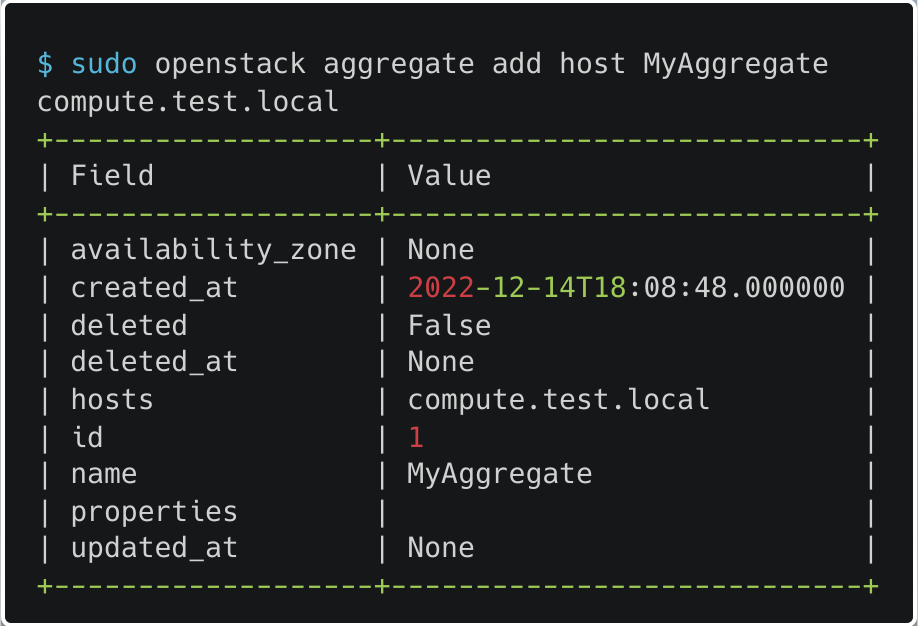 $ sudo openstack aggregate add host MyAggregate
compute.test.local
+-------------------+----------------------------+
| Field             | Value                      |
+-------------------+----------------------------+
| availability_zone | None                       |
| created_at        | 2022-12-14T18:08:48.000000 |
| deleted           | False                      |
| deleted_at        | None                       |
| hosts             | compute.test.local         |
| id                | 1                          |
| name              | MyAggregate                |
| properties        |                            |
| updated_at        | None                       |
+-------------------+----------------------------+